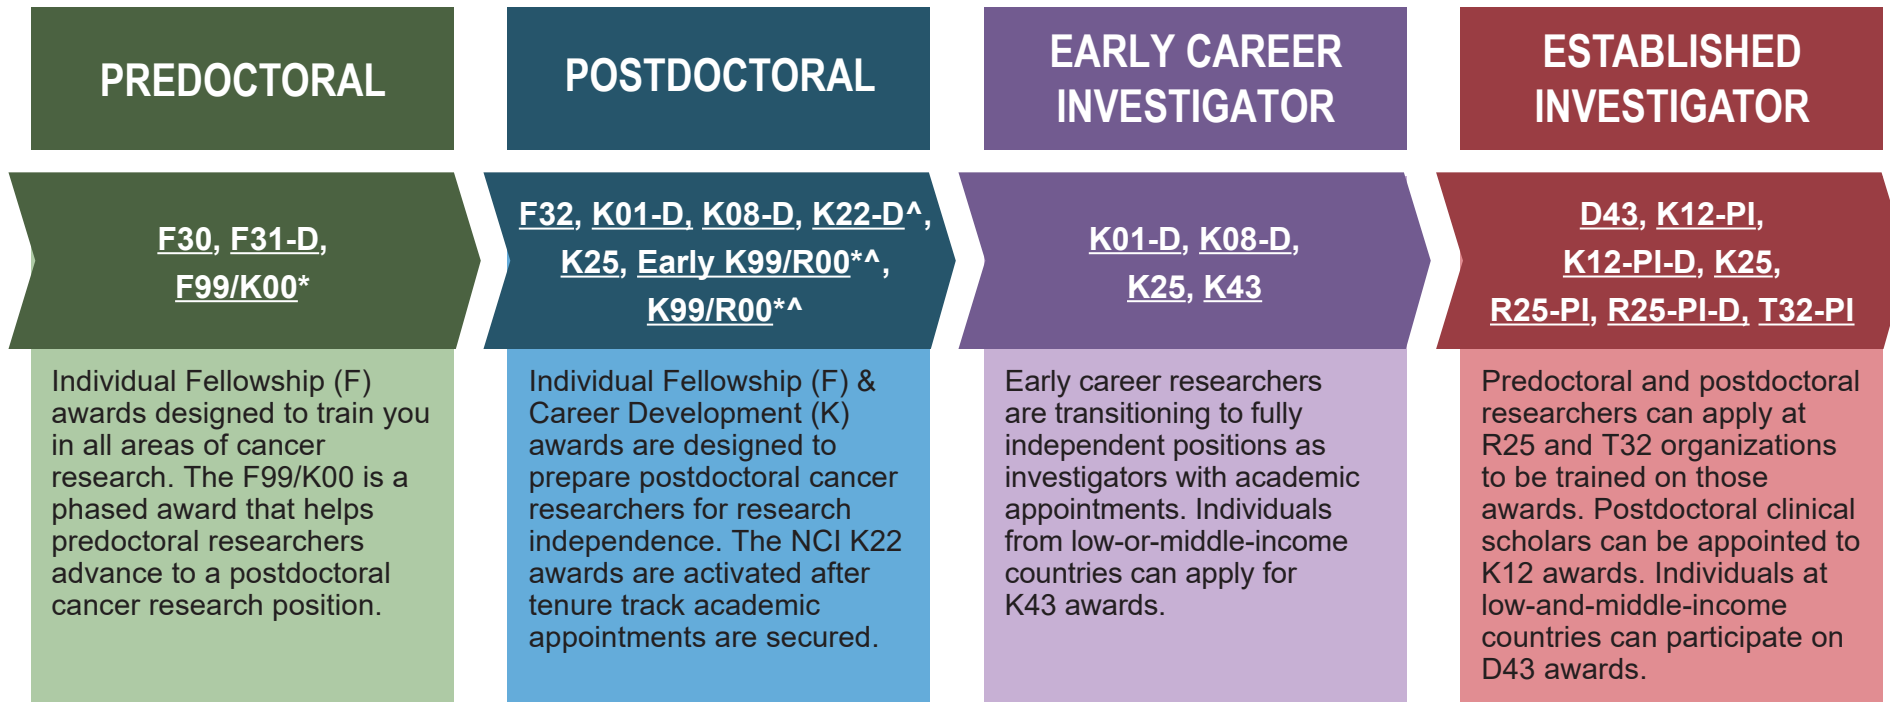 PREDOCTORAL
F30, F31-D,
F99/K00*
Individual Fellowship (F)
awards designed to train you
in all areas of cancer
research. The F99/K00 is a
phased award that helps
predoctoral researchers
advance to a postdoctoral
cancer research position.
POSTDOCTORAL
F32, K01-D, K08-D, K22-D^,
K25, Early K99/R00*^,
K99/R00*^
Individual Fellowship (F) &
Career Development (K)
awards are designed to
prepare postdoctoral cancer
researchers for research
independence. The NCI K22
awards are activated after
tenure track academic
appointments are secured.
EARLY CAREER
INVESTIGATOR
K01-D, K08-D,
K25, K43
Early career researchers
are transitioning to fully
independent positions as
investigators with academic
appointments. Individuals
from low-or-middle-income
countries can apply for
K43 awards.
ESTABLISHED
INVESTIGATOR
D43, K12-PI,
K12-PI-D, K25,
R25-PI, R25-PI-D, T32-PI
Predoctoral and postdoctoral
researchers can apply at
R25 and T32 organizations
to be trained on those
awards. Postdoctoral clinical
scholars can be appointed to
K12 awards. Individuals at
low-and-middle-income
countries can participate on
D43 awards.